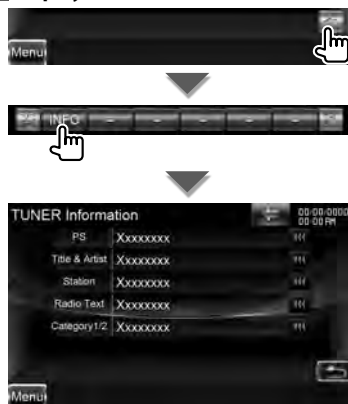 Menu
INFO
TUNER Information
00/00/0000
00:00 PM
PS Xxxxxxxx
Title & Artist Xxxxxxxx
Station Xxxxxxxx
Radio Text Xxxxxxxx
Category1/2 Xxxxxxxx
Menu